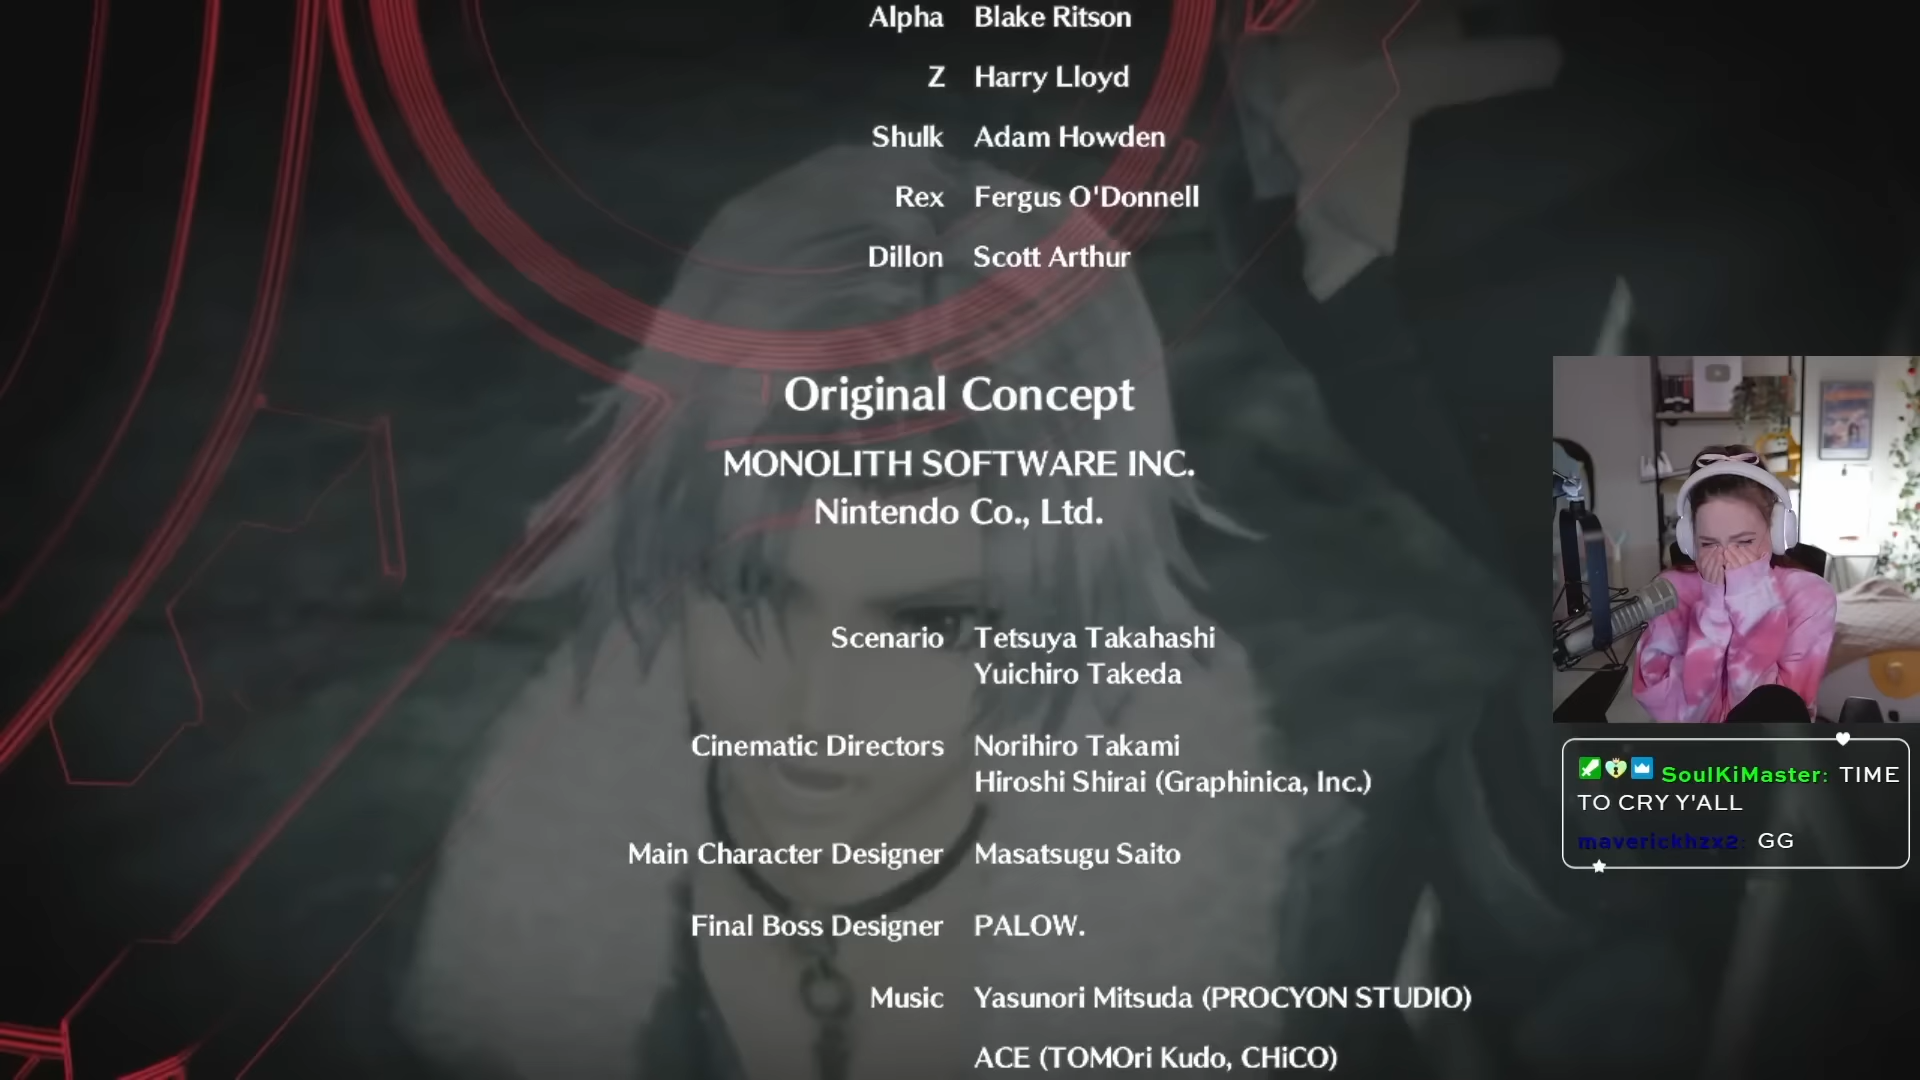 Alpha Blake Ritson
Z Harry Lloyd
Shulk Adam Howden
Rex Fergus O'Donnell
Dillon Scott Arthur
Original Concept
MONOLITH SOFTWARE INC.
Nintendo Co., Ltd.
Scenario Tetsuya Takahashi
Yuichiro Takeda
Cinematic Directors Norihiro Takami
Hiroshi Shirai (Graphinica, Inc.)
Main Character Designer Masatsugu Saito
Final Boss Designer PALOW.
Music Yasunori Mitsuda (PROCYON STUDIO)
ACE (TOMOri Kudo, CHiCO)
SoulKiMaster: TIME
TO CRY Y'ALL
maverickhzx2: GG